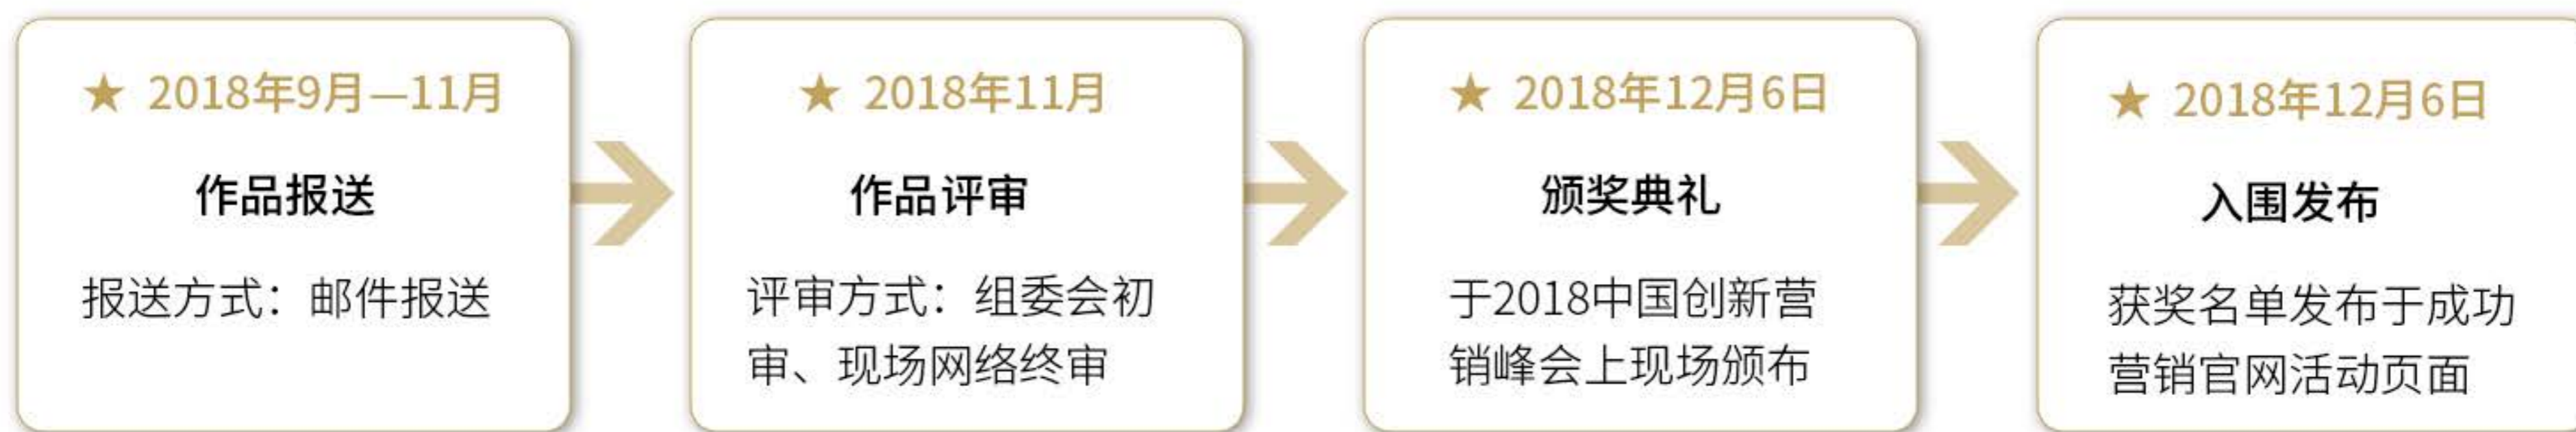 ★ 2018年9月—11月
作品报送
报送方式：邮件报送
★ 2018年11月
作品评审
评审方式：组委会初
审、现场网络终审
★ 2018年12月6日
颁奖典礼
于2018中国创新营
销峰会上现场颁布
★ 2018年12月6日
入围发布
获奖名单发布于成功
营销官网活动页面